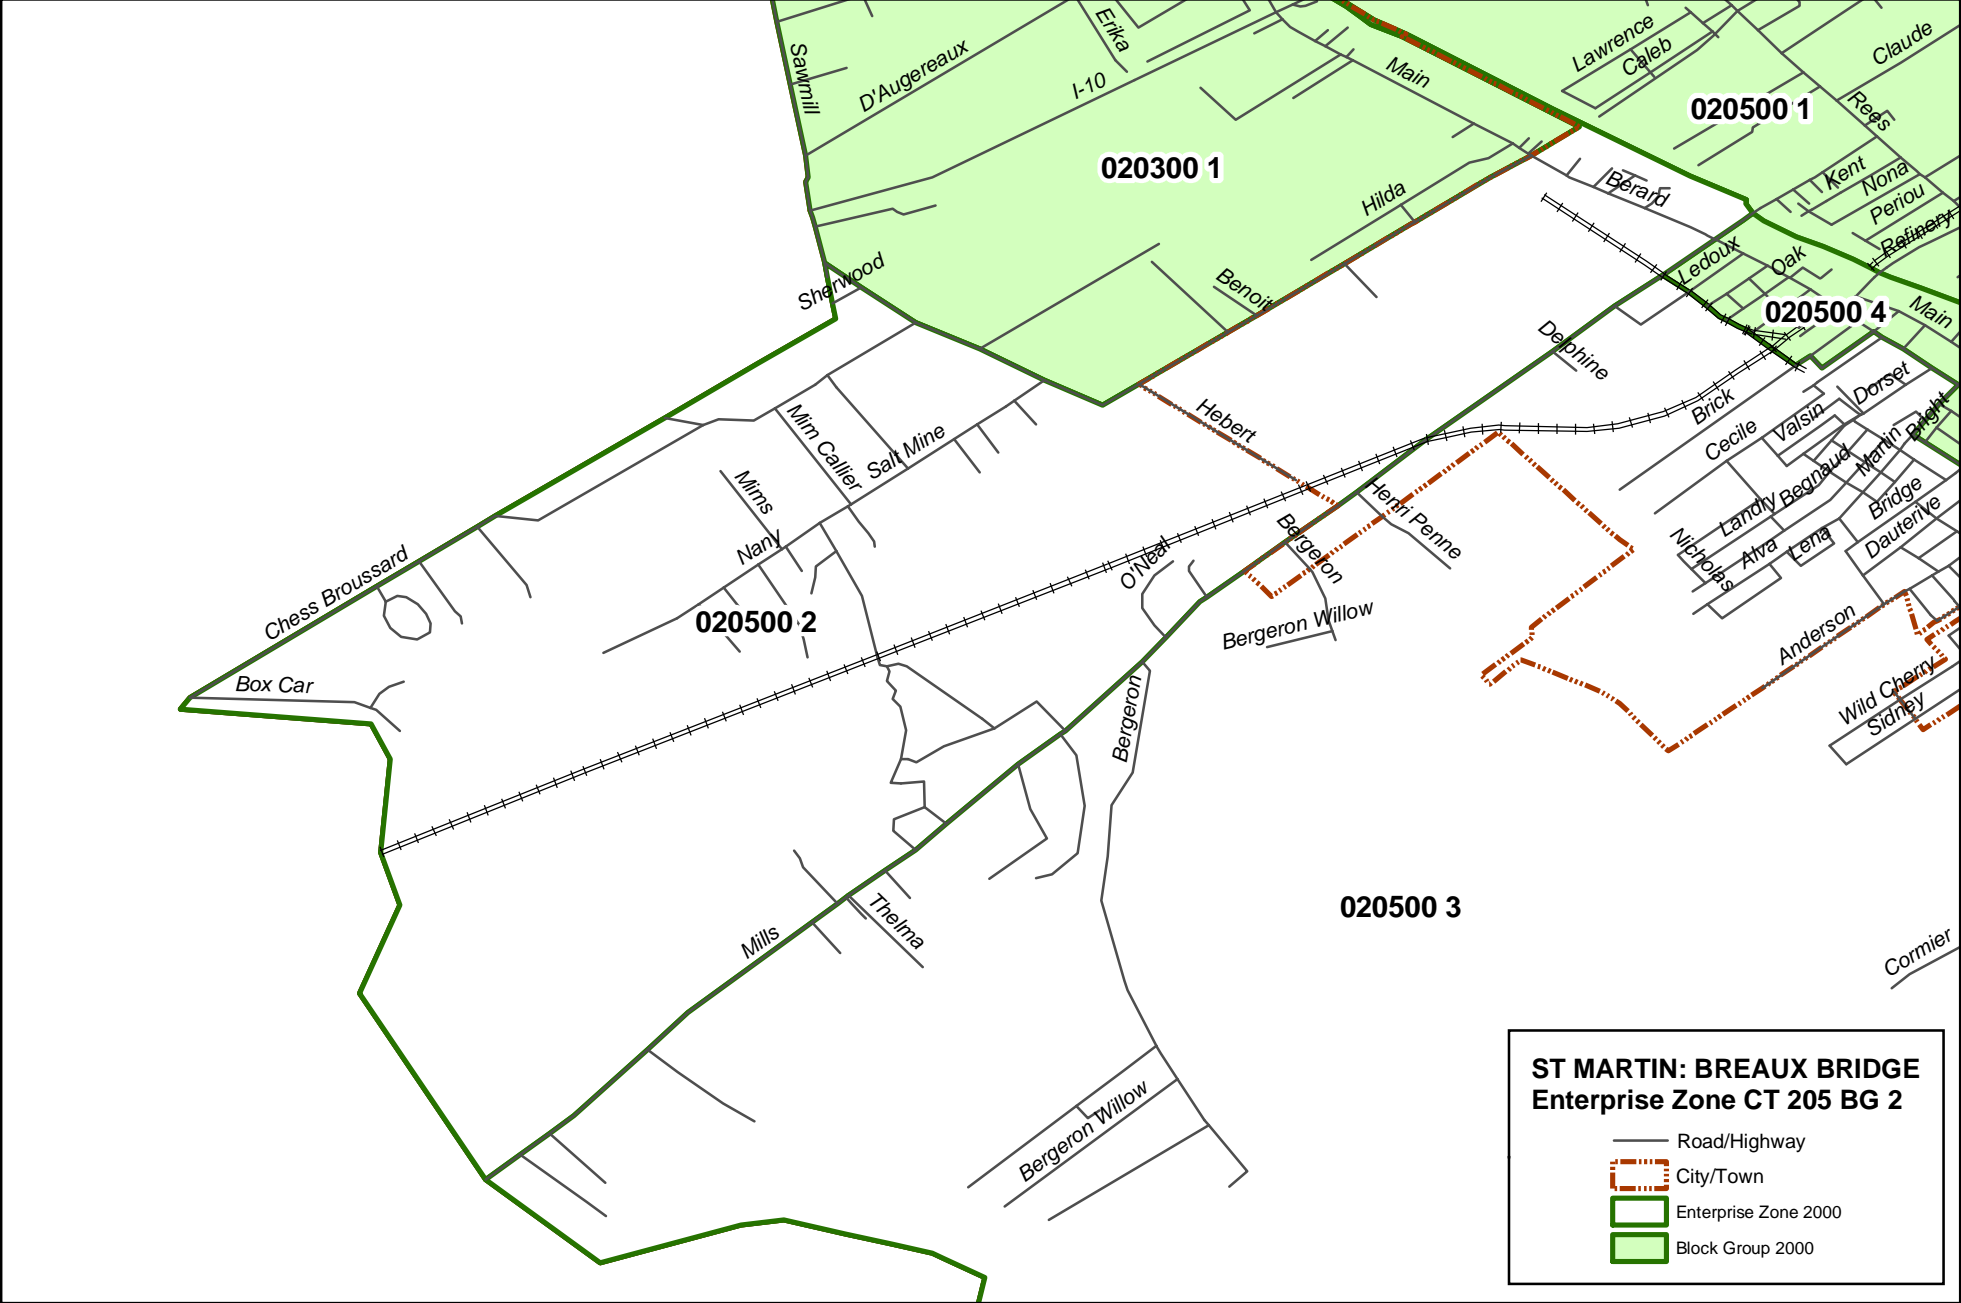 Sawmill
D'Augereaux
Erika
I-10
Main
Lawrence
Caleb
Claude
Rees
020500 1
020300 1
Kent
Nona
Periou
Refinery
Berard
Hilda
Ledoux
Oak
020500 4
Main
Sherwood
Benoit
Delphine
Hebert
Brick
Cecile
Valsin
Dorset
Bright
Martin
Begnaud
Landry
Bridge
Dauterive
Alva
Lena
Nicholas
Mim Callier
Salt Mine
Mims
Nany
Henri Penne
Bergeron
O'Neal
Bergeron Willow
Chess Broussard
020500 2
Box Car
Anderson
Wild Cherry
Sidney
Bergeron
Thelma
Mills
020500 3
Cormier
Bergeron Willow
ST MARTIN: BREAUX BRIDGE
Enterprise Zone CT 205 BG 2
Road/Highway
City/Town
Enterprise Zone 2000
Block Group 2000